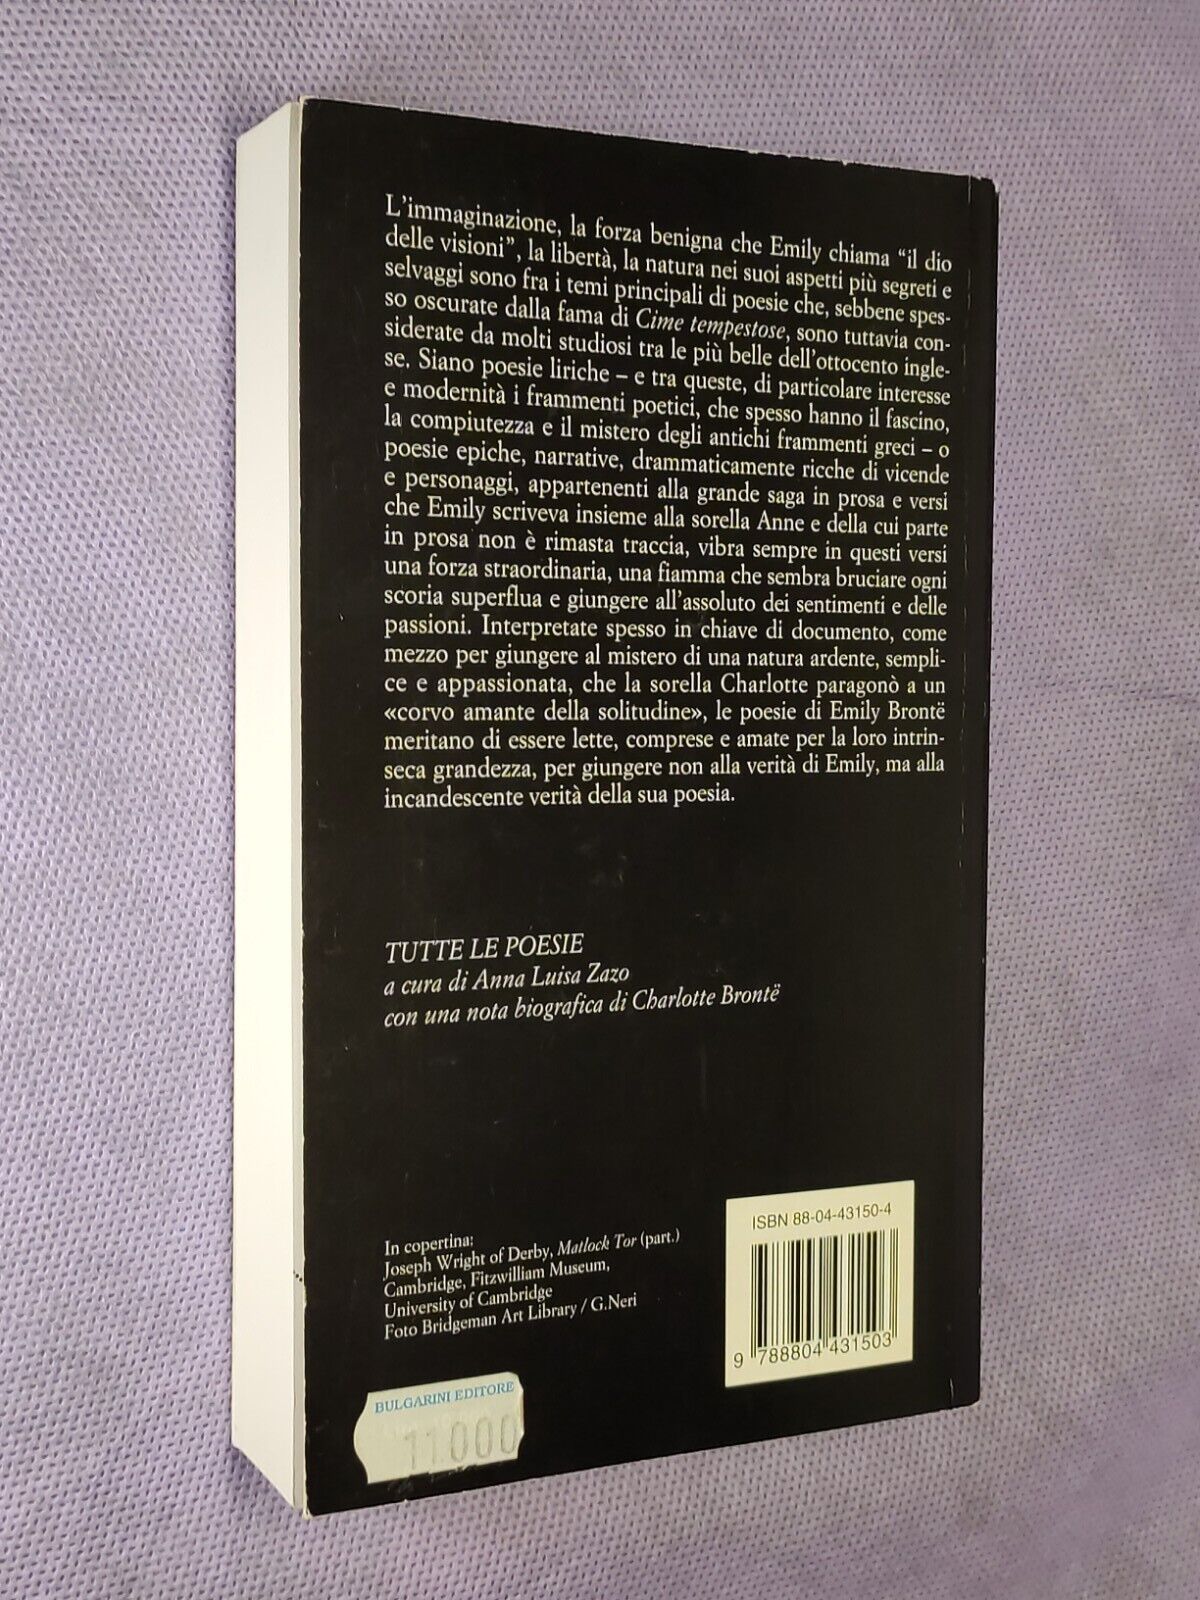 L'immaginazione, la forza benigna che Emily chiama “il dio
delle visioni”, la libertà, la natura nei suoi aspetti più segreti e
selvaggi sono fra i temi principali di poesie che, sebbene spes-
so oscurate dalla fama di Cime tempestose, sono tuttavia con-
siderate da molti studiosi tra le più belle dell'ottocento ingle-
se. Siano poesie liriche – e tra queste, di particolare interesse
e modernità i frammenti poetici, che spesso hanno il fascino,
la compiutezza e il mistero degli antichi frammenti greci – o
poesie epiche, narrative, drammaticamente ricche di vicende
e personaggi, appartenenti alla grande saga in prosa e versi
che Emily scriveva insieme alla sorella Anne e della cui parte
in prosa non è rimasta traccia, vibra sempre in questi versi
una forza straordinaria, una fiamma che sembra bruciare ogni
scoria superflua e giungere all'assoluto dei sentimenti e delle
passioni. Interpretate spesso in chiave di documento, come
mezzo per giungere al mistero di una natura ardente, sempli-
ce e appassionata, che la sorella Charlotte paragonò a un
«corvo amante della solitudine», le poesie di Emily Brontë
meritano di essere lette, comprese e amate per la loro intrin-
seca grandezza, per giungere non alla verità di Emily, ma alla
incandescente verità della sua poesia.
TUTTE LE POESIE
a cura di Anna Luisa Zazo
con una nota biografica di Charlotte Brontë
In copertina:
Joseph Wright of Derby, Matlock Tor (part.)
Cambridge, Fitzwilliam Museum,
University of Cambridge
Foto Bridgeman Art Library / G.Neri
ISBN 88-04-43150-4
9 788804 431503
BULGARINI EDITORE
11.000